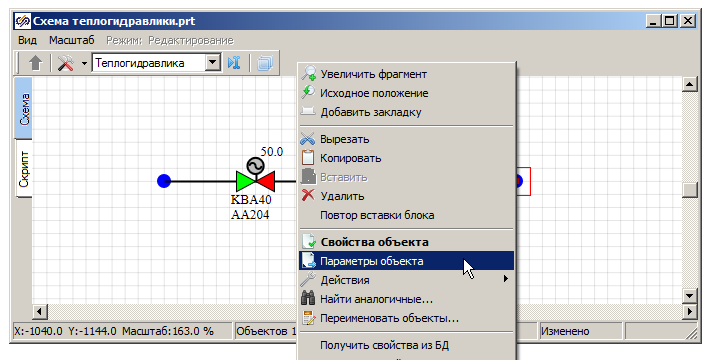 Схема теплогидравлики.prt
Вид Масштаб Режим: Редактирование
Теплогидравлика
Схема
Скрипт
50.0
KBA40
AA204
Увеличить фрагмент
Исходное положение
Добавить закладку
Вырезать
Копировать
Вставить
Удалить
Повтор вставки блока
Свойства объекта
Параметры объекта
Действия
Найти аналогичные...
Переименовать объекты...
Получить свойства из БД
X:-1040.0 Y:-1144.0 Масштаб:163.0 %
Объектов 1
Изменено